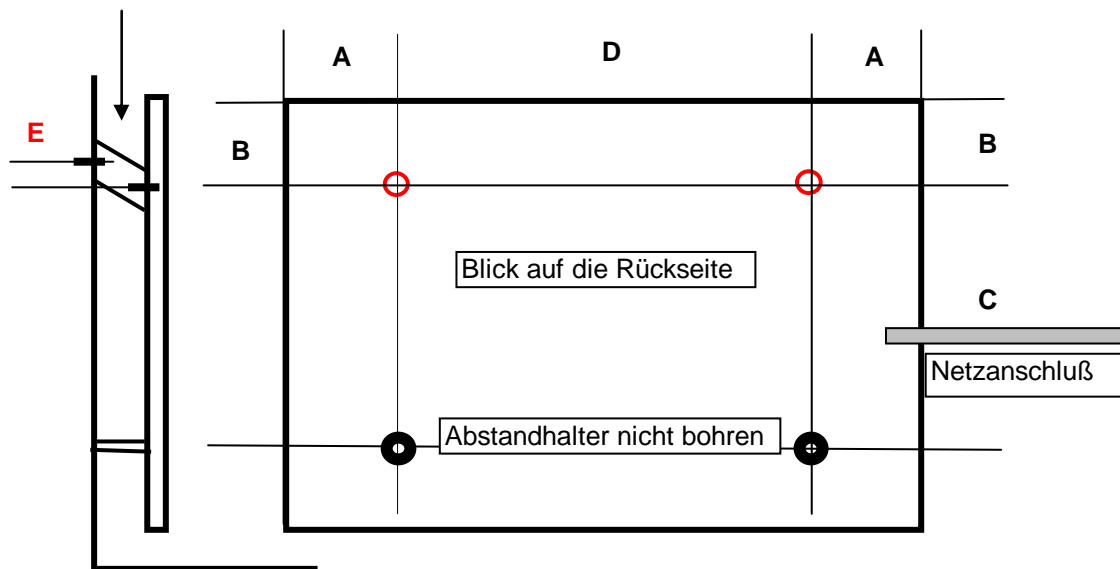 A D A
E
B B
Blick auf die Rückseite
C
Netzanschluß
Abstandhalter nicht bohren